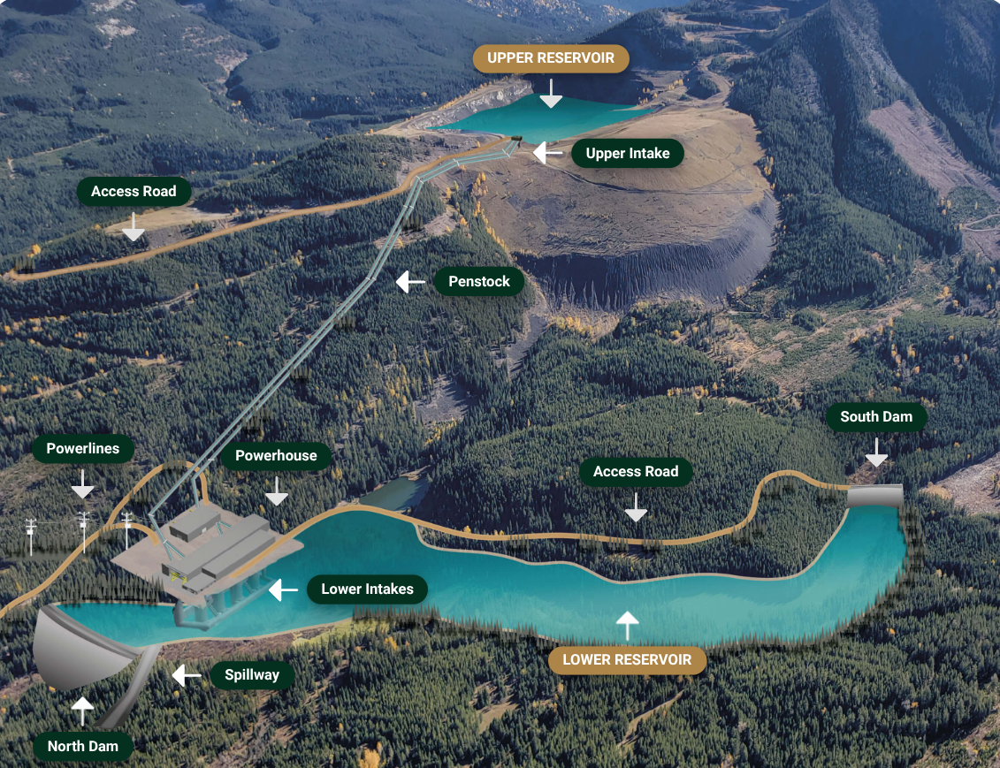 UPPER RESERVOIR
Upper Intake
Access Road
Penstock
South Dam
Powerlines
Powerhouse
Access Road
Lower Intakes
LOWER RESERVOIR
Spillway
North Dam